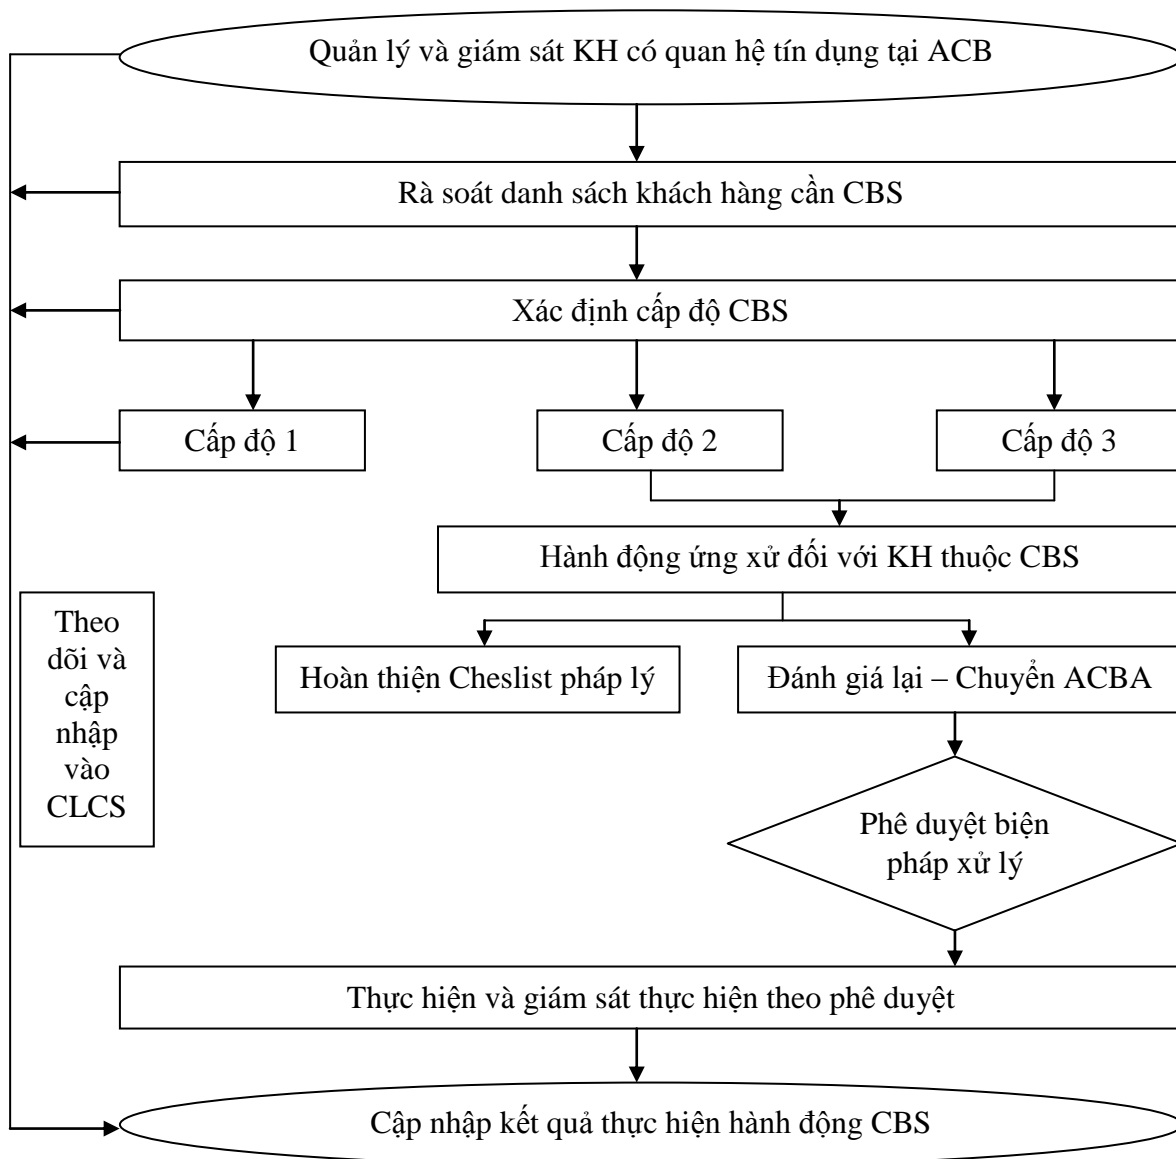 Quản lý và giám sát KH có quan hệ tín dụng tại ACB
Rà soát danh sách khách hàng cần CBS
Xác định cấp độ CBS
Cấp độ 1
Cấp độ 2
Cấp độ 3
Hành động ứng xử đối với KH thuộc CBS
Theo
dõi và
cập
nhập
vào
CLCS
Hoàn thiện Cheslist pháp lý
Đánh giá lại – Chuyển ACBA
Phê duyệt biện
pháp xử lý
Thực hiện và giám sát thực hiện theo phê duyệt
Cập nhập kết quả thực hiện hành động CBS